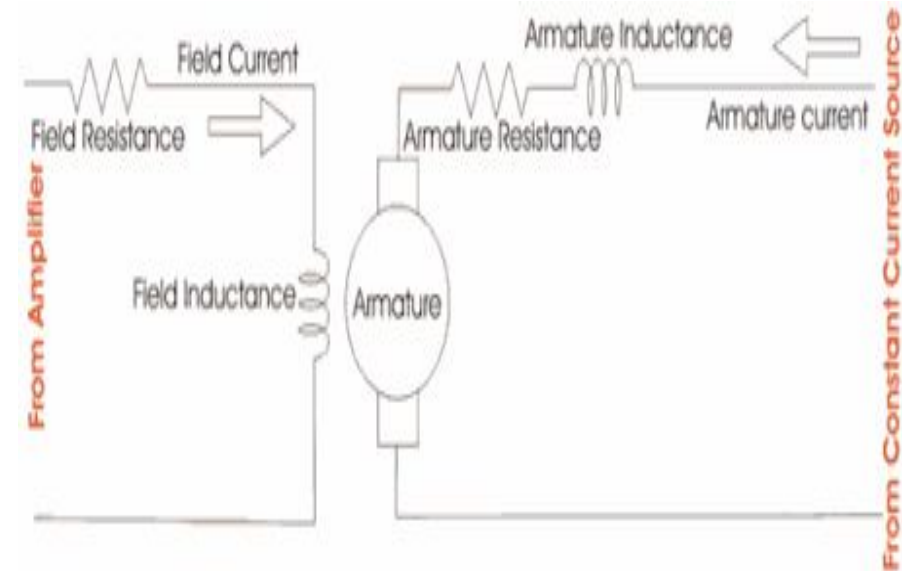 Field Current
Field Resistance
From Amplifier
Field Inductance
Armature
Armature Inductance
Armature Resistance
Armature current
From Constant Current Source